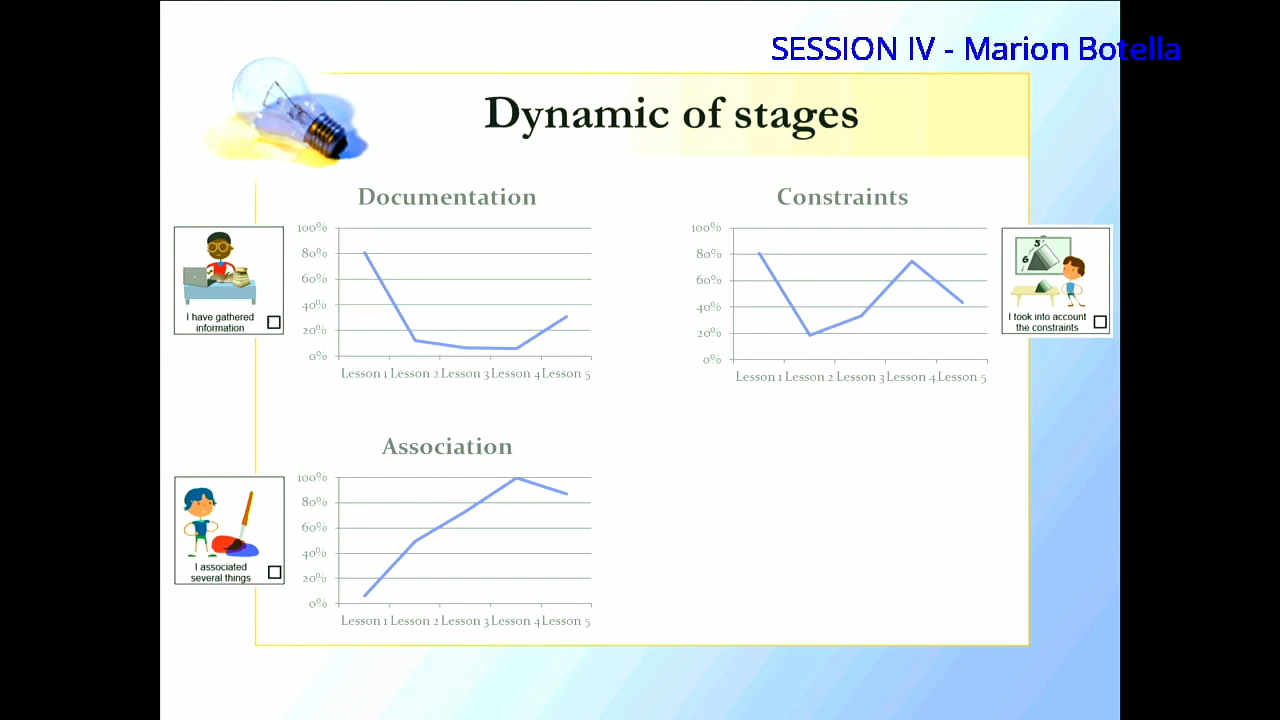 SESSION IV - Marion Botella
Dynamic of stages
Documentation
100%
80%
60%
40%
20%
0%
Lesson 1 Lesson 2 Lesson 3 Lesson 4 Lesson 5
I have gathered
information
Constraints
100%
80%
60%
40%
20%
0%
Lesson 1 Lesson 2 Lesson 3 Lesson 4 Lesson 5
5
6
I took into account
the constraints
Association
100%
80%
60%
40%
20%
0%
Lesson 1 Lesson 2 Lesson 3 Lesson 4 Lesson 5
I associated
several things